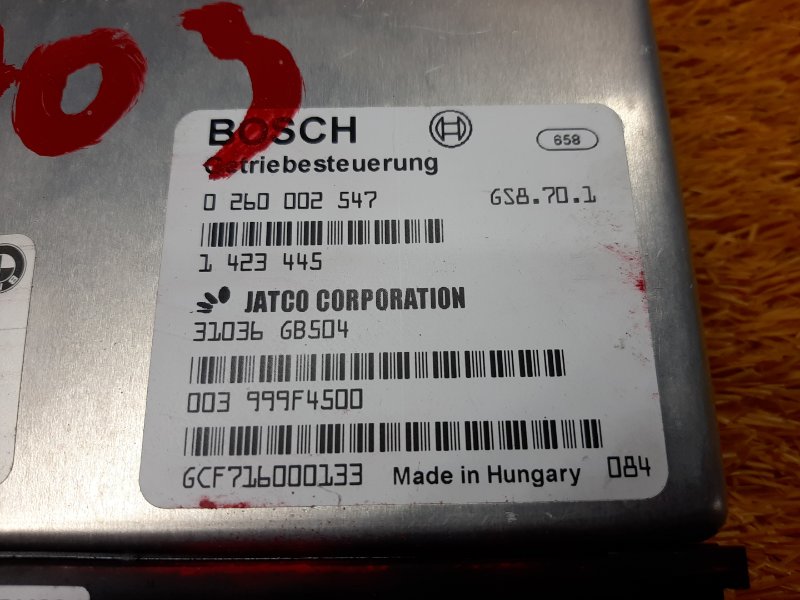 BOSCH
658
Getriebesteuerung
0 260 002 547 GS8.70.1
1 423 445
JATCO CORPORATION
31036 GB504
003 999F4500
GCF716000133 Made in Hungary 084